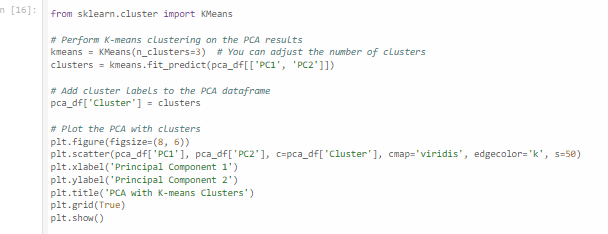 n [16]:
from sklearn.cluster import KMeans
# Perform K-means clustering on the PCA results
kmeans = KMeans(n_clusters=3)  # You can adjust the number of clusters
clusters = kmeans.fit_predict(pca_df[['PC1', 'PC2']])
# Add cluster labels to the PCA dataframe
pca_df['Cluster'] = clusters
# Plot the PCA with clusters
plt.figure(figsize=(8, 6))
plt.scatter(pca_df['PC1'], pca_df['PC2'], c=pca_df['Cluster'], cmap='viridis', edgecolor='k', s=50)
plt.xlabel('Principal Component 1')
plt.ylabel('Principal Component 2')
plt.title('PCA with K-means Clusters')
plt.grid(True)
plt.show()